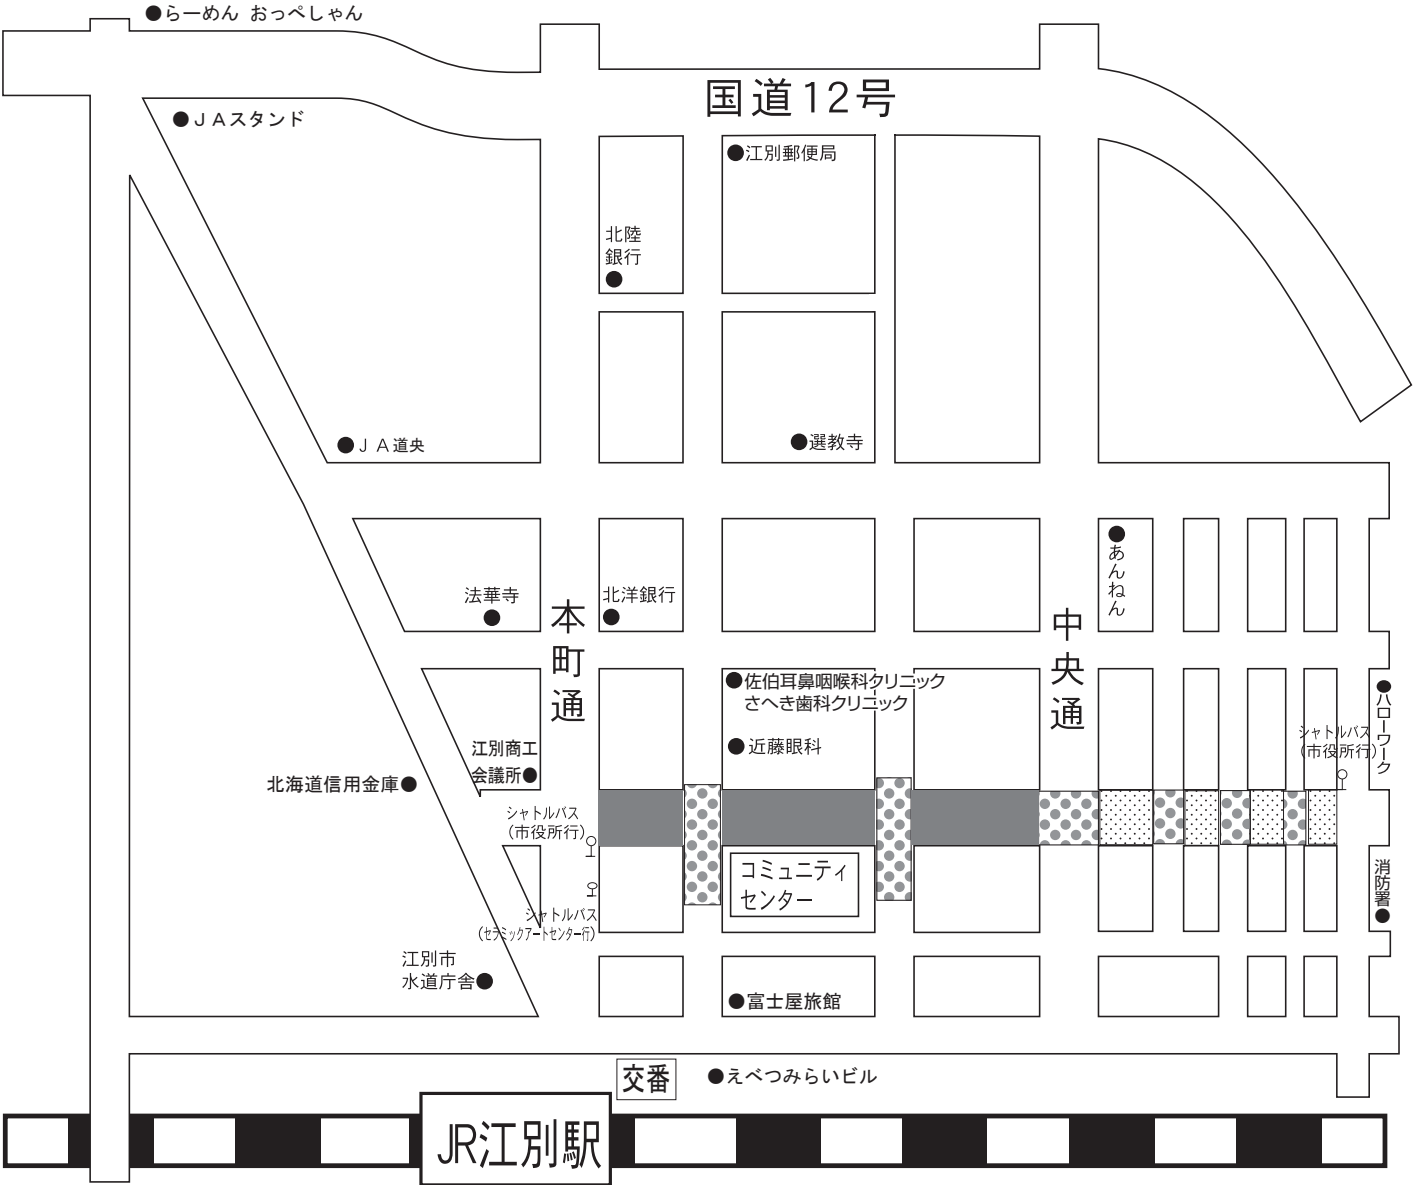 ●らーめん おっぺしゃん
国道12号
●ＪＡスタンド
●江別郵便局
北陸
銀行
●
●ＪＡ道央
●選教寺
●
あんねん
法華寺
●
北洋銀行
●
本町通
中央通
●佐伯耳鼻咽喉科クリニック
さへき歯科クリニック
●ハローワーク
江別商工
会議所●
●近藤眼科
シャトルバス
(市役所行)
北海道信用金庫●
シャトルバス
(市役所行)
コミュニティ
センター
消防署●
シャトルバス
(セラミックアートセンター行)
江別市
水道庁舎●
●富士屋旅館
交番
●えべつみらいビル
JR江別駅